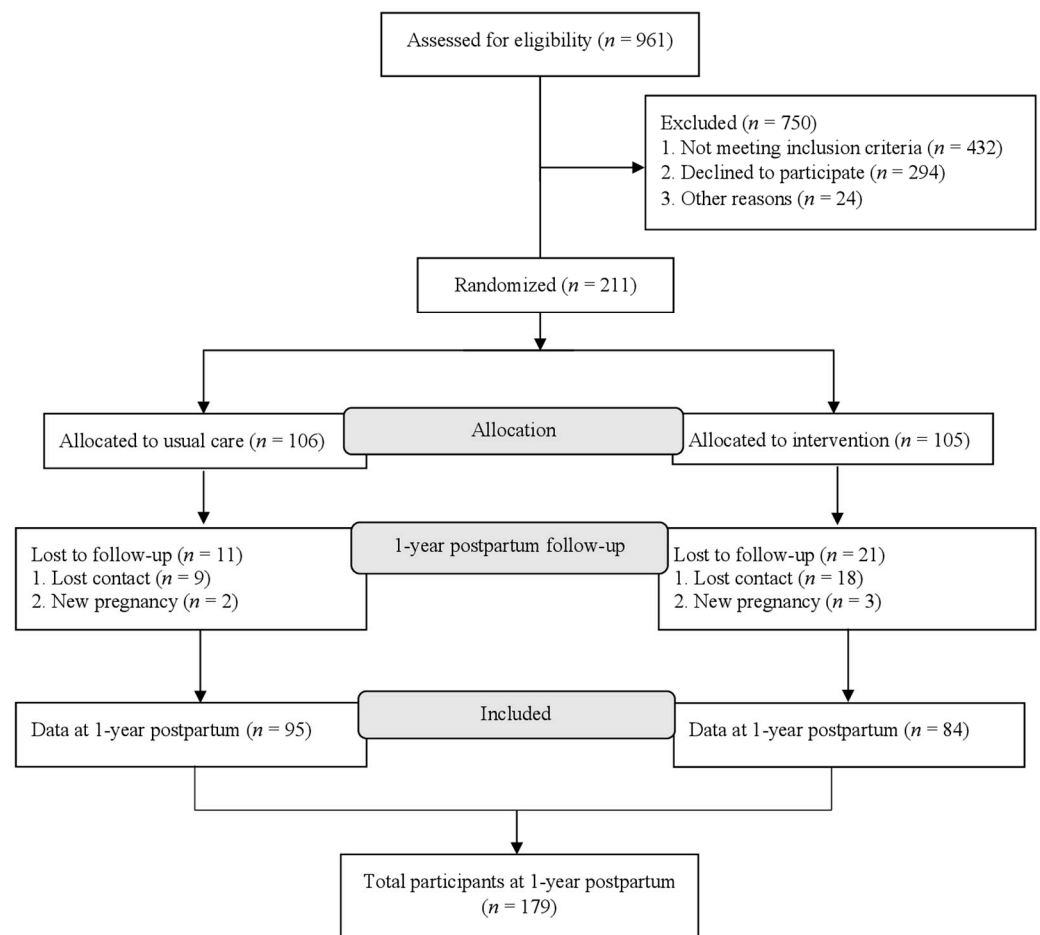 Assessed for eligibility (n = 961)
Excluded (n = 750)
1. Not meeting inclusion criteria (n = 432)
2. Declined to participate (n = 294)
3. Other reasons (n = 24)
Randomized (n = 211)
Allocated to usual care (n = 106)
Allocation
Allocated to intervention (n = 105)
Lost to follow-up (n = 11)
1. Lost contact (n = 9)
2. New pregnancy (n = 2)
1-year postpartum follow-up
Lost to follow-up (n = 21)
1. Lost contact (n = 18)
2. New pregnancy (n = 3)
Data at 1-year postpartum (n = 95)
Included
Data at 1-year postpartum (n = 84)
Total participants at 1-year postpartum
(n = 179)